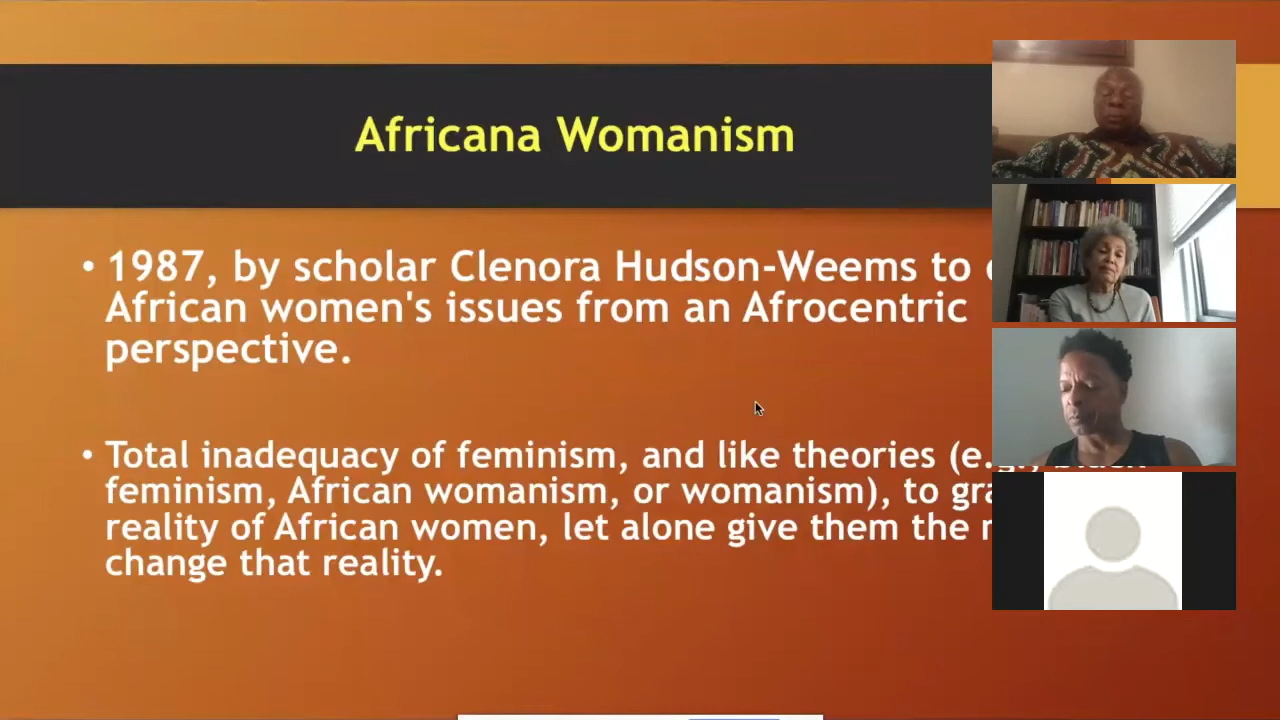 Africana Womanism
• 1987, by scholar Clenora Hudson-Weems to
African women's issues from an Afrocentric
perspective.
• Total inadequacy of feminism, and like theories (e.g., black
feminism, African womanism, or womanism), to
reality of African women, let alone give them the
change that reality.